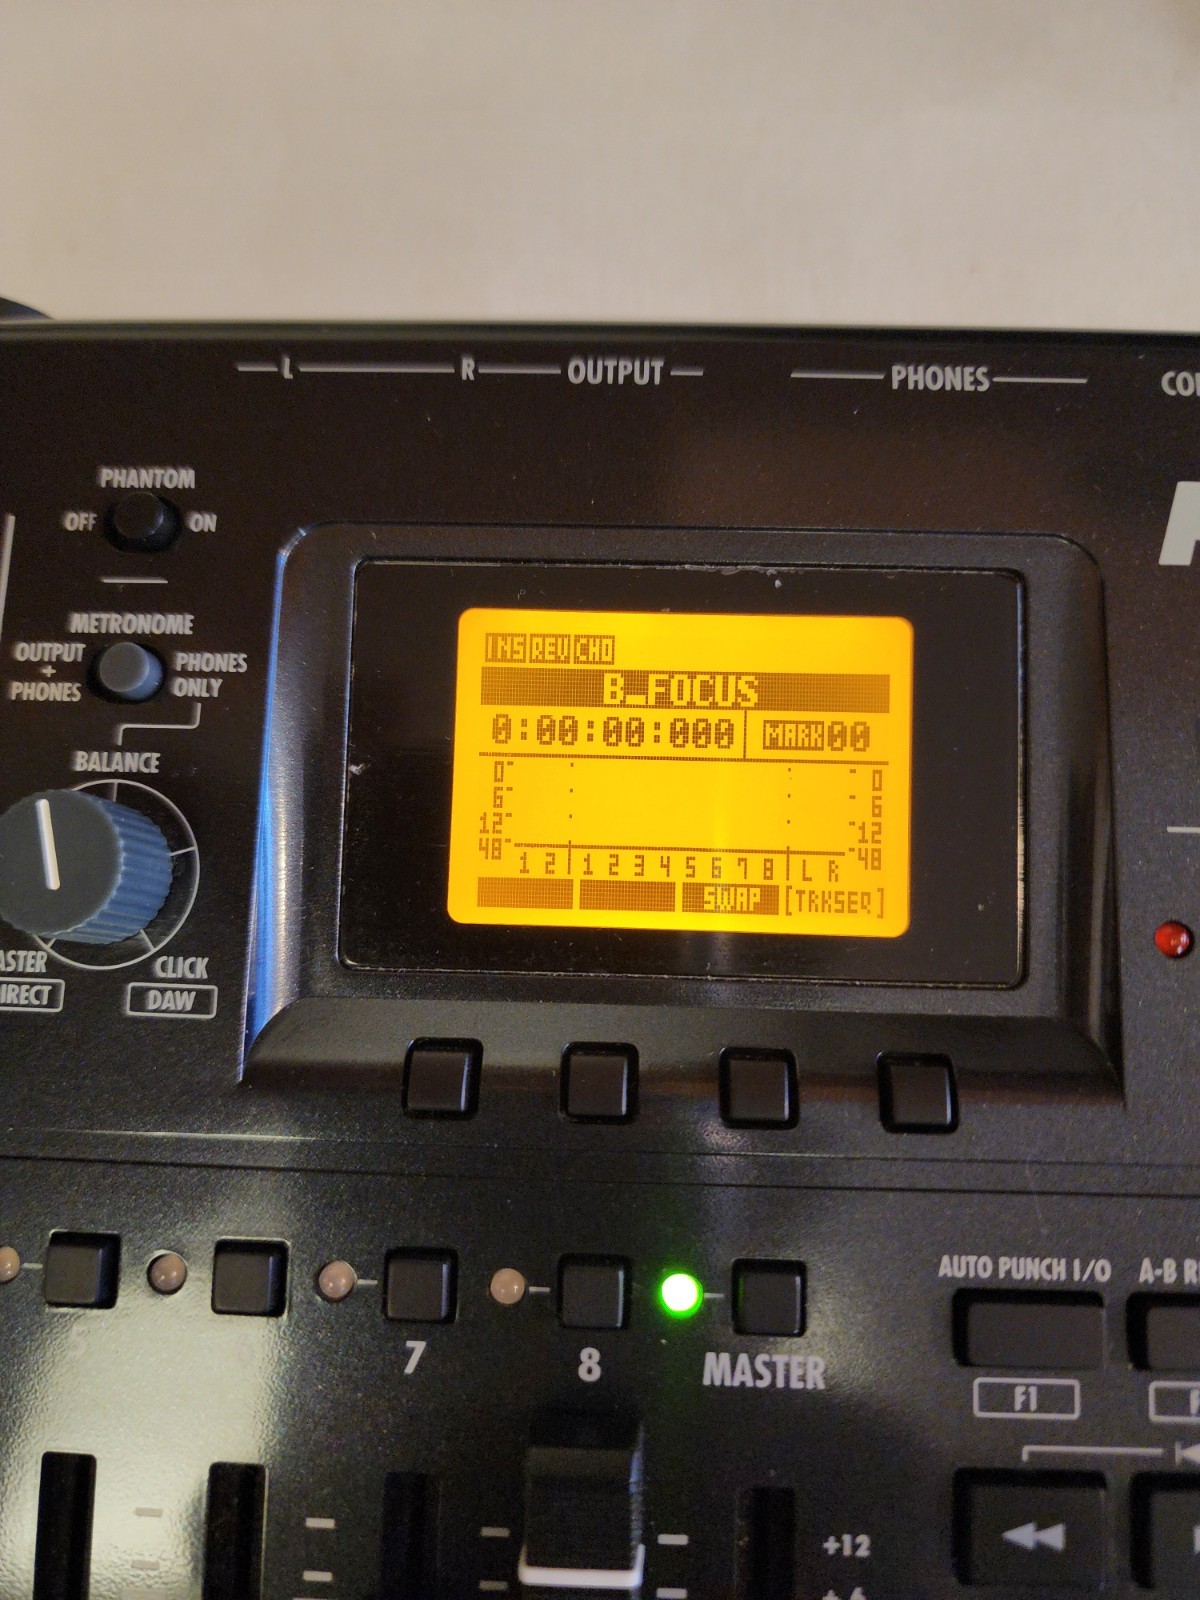 L R OUTPUT PHONES
PHANTOM
OFF ON
METRONOME
OUTPUT + PHONES
PHONES ONLY
BALANCE
CLICK
DAW
INS REV CHO
B_FOCUS
0:00:00:000 MARK 00
0 0
6 6
12 -12
48 -48
1 2 1 2 3 4 5 6 7 8 L R
SWAP [TRKSEQ]
7 8 MASTER
AUTO PUNCH I/O A-B
F1
+12